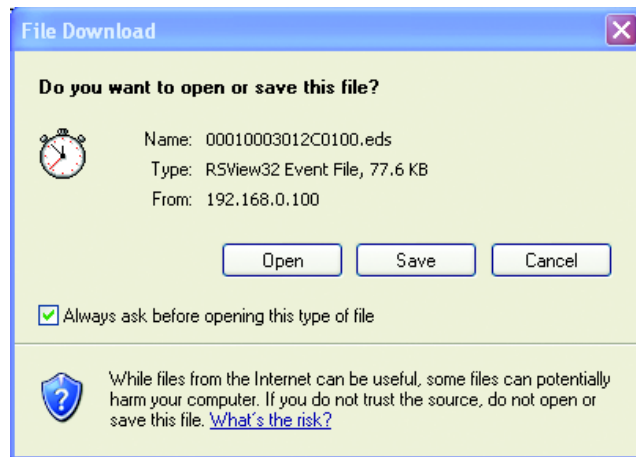 File Download
Do you want to open or save this file?
Name: 00010003012C0100.eds
Type: RSView32 Event File, 77.6 KB
From: 192.168.0.100
Open Save Cancel
Always ask before opening this type of file
While files from the Internet can be useful, some files can potentially
harm your computer. If you do not trust the source, do not open or
save this file. What's the risk?